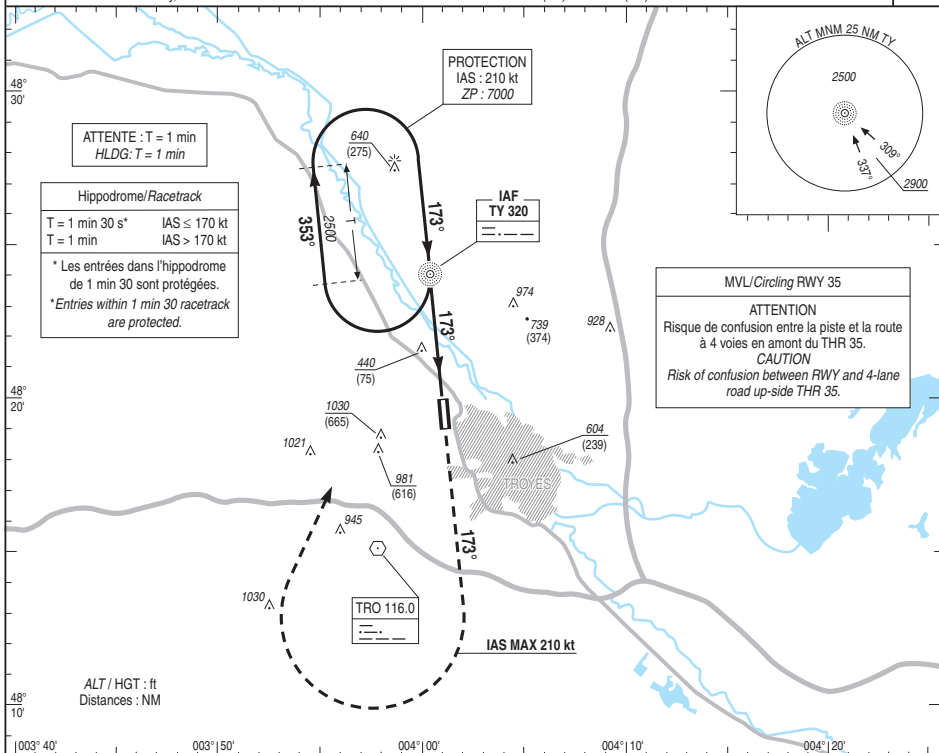 48°
30'
ATTENTE : T = 1 min
HLDG: T = 1 min
Hippodrome/Racetrack
T = 1 min 30 s* IAS ≤ 170 kt
T = 1 min IAS > 170 kt
* Les entrées dans l'hippodrome
de 1 min 30 sont protégées.
*Entries within 1 min 30 racetrack
are protected.
PROTECTION
IAS : 210 kt
ZP : 7000
640
(275)
353°
2500
T
173°
IAF
TY 320
173°
ALT MNM 25 NM TY
2500
309°
337°
2900
974
739
(374)
928
MVL/Circling RWY 35
ATTENTION
Risque de confusion entre la piste et la route
à 4 voies en amont du THR 35.
CAUTION
Risk of confusion between RWY and 4-lane
road up-side THR 35.
440
(75)
48°
20'
1030
(665)
1021
981
(616)
604
(239)
TROYES
173°
945
1030
TRO 116.0
IAS MAX 210 kt
ALT / HGT : ft
Distances : NM
48°
10'
003° 40'
003° 50'
004° 00'
004° 10'
004° 20'